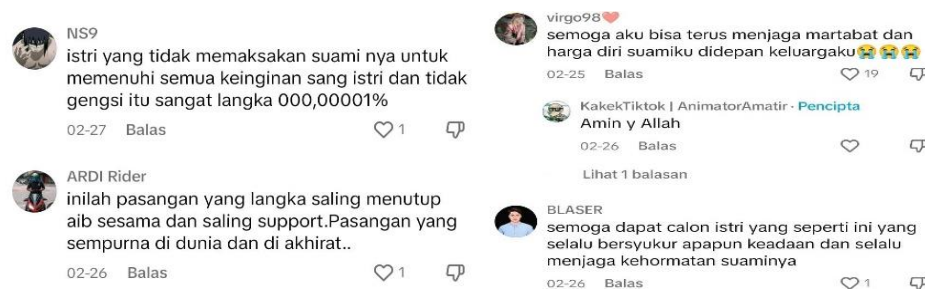 NS9
istri yang tidak memaksakan suami nya untuk
memenuhi semua keinginan sang istri dan tidak
gengsi itu sangat langka 000,00001%
02-27 Balas 1
ARDI Rider
inilah pasangan yang langka saling menutup
aib sesama dan saling support.Pasangan yang
sempurna di dunia dan di akhirat..
02-26 Balas 1
virgo98❤️
semoga aku bisa terus menjaga martabat dan
harga diri suamiku didepan keluargaku😭😭😭
02-25 Balas 19
KakekTiktok | AnimatorAmatir · Pencipta
Amin y Allah
02-26 Balas
Lihat 1 balasan
BLASER
semoga dapat calon istri yang seperti ini yang
selalu bersyukur apapun keadaan dan selalu
menjaga kehormatan suaminya
02-26 Balas 1